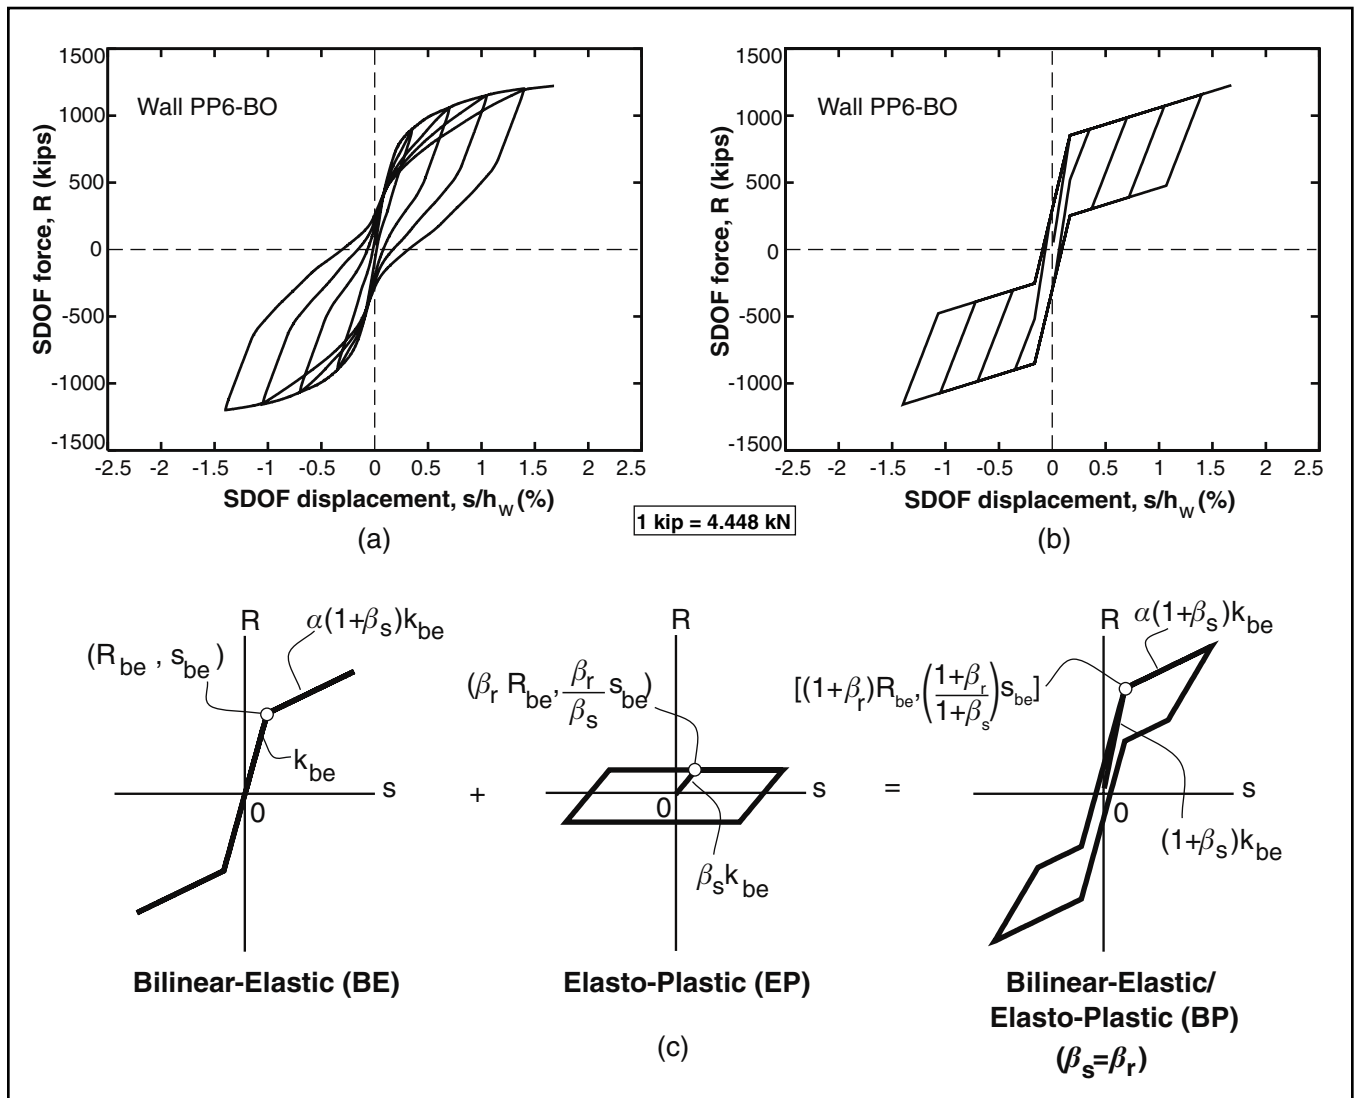 1500
1000
500
0
-500
-1000
-1500
-2.5 -2 -1.5 -1 -0.5 0 0.5 1 1.5 2 2.5
Wall PP6-BO
SDOF force, R (kips)
SDOF displacement, s/h_w (%)
(a)
1500
1000
500
0
-500
-1000
-1500
-2.5 -2 -1.5 -1 -0.5 0 0.5 1 1.5 2 2.5
Wall PP6-BO
SDOF force, R (kips)
SDOF displacement, s/h_w (%)
(b)
1 kip = 4.448 kN
R
α(1+β_s)k_be
(R_be , s_be)
k_be
s
0
Bilinear-Elastic (BE)
+
R
(β_r R_be, β_r/β_s s_be)
s
0
β_s k_be
Elasto-Plastic (EP)
=
R
α(1+β_s)k_be
[(1+β_r)R_be, (1+β_r/1+β_s) s_be]
s
0
(1+β_s)k_be
Bilinear-Elastic/
Elasto-Plastic (BP)
(β_s=β_r)
(c)